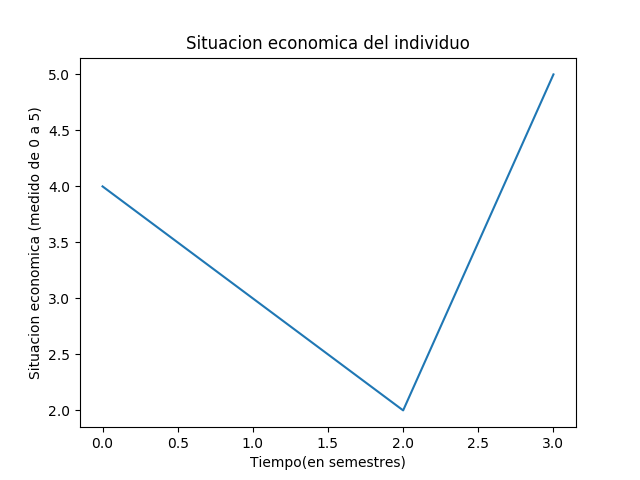 Situacion economica del individuo
Situacion economica (medido de 0 a 5)
5.0
4.5
4.0
3.5
3.0
2.5
2.0
0.0 0.5 1.0 1.5 2.0 2.5 3.0
Tiempo(en semestres)